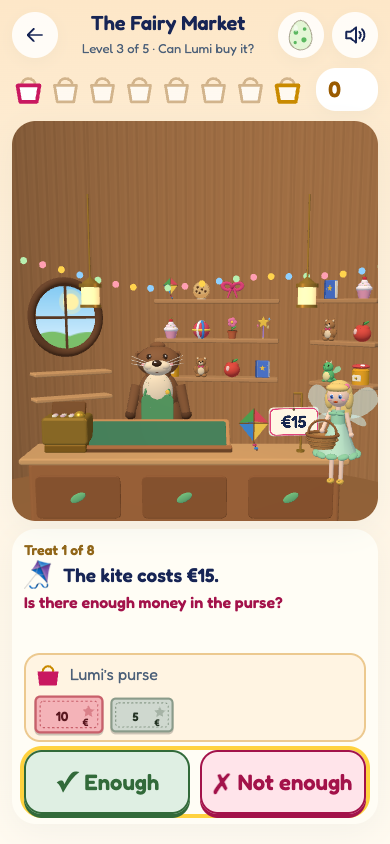 The Fairy Market
Level 3 of 5 · Can Lumi buy it?
0
€15
Treat 1 of 8
The kite costs €15.
Is there enough money in the purse?
Lumi's purse
10 €
5 €
✓ Enough
✗ Not enough